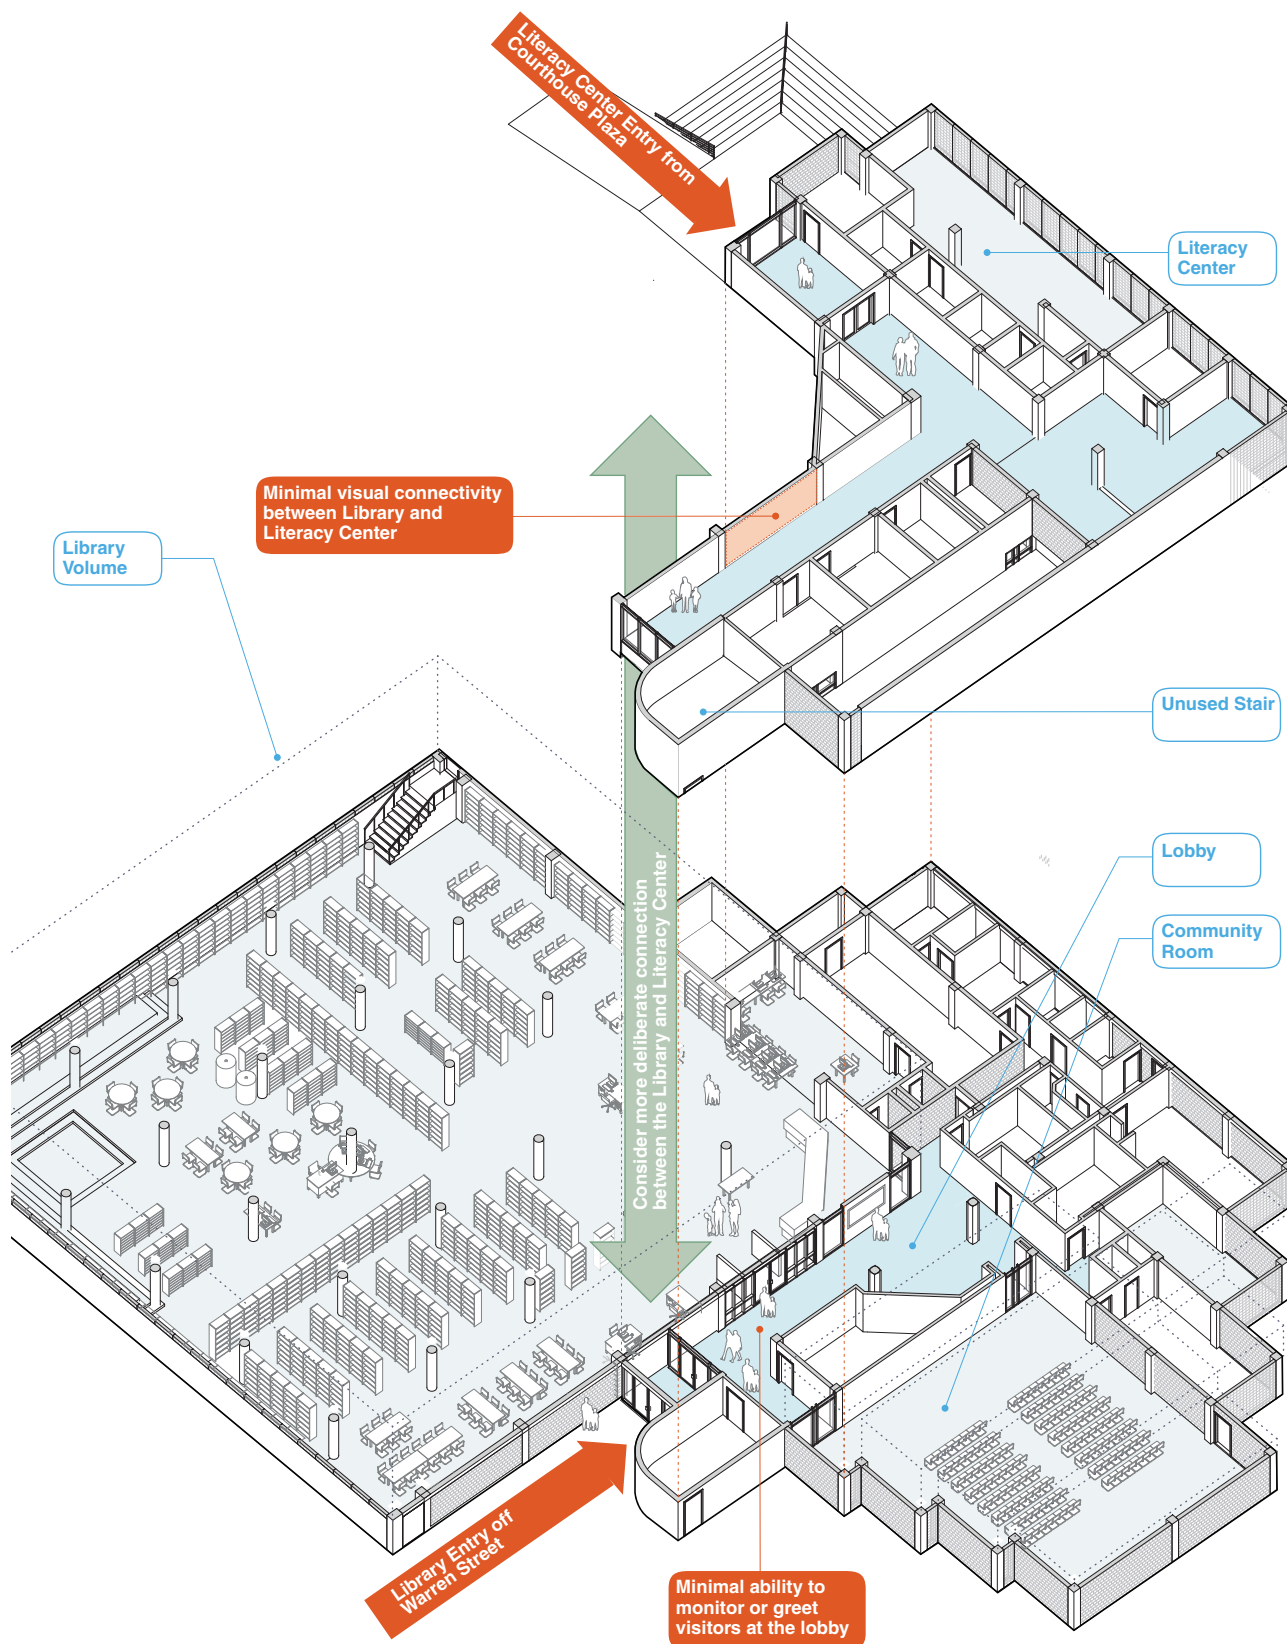 Literacy Center Entry from
Courthouse Plaza
Literacy
Center
Minimal visual connectivity
between Library and
Literacy Center
Library
Volume
Unused Stair
Lobby
Community
Room
Consider more deliberate connection
between the Library and Literacy Center
Library Entry off
Warren Street
Minimal ability to
monitor or greet
visitors at the lobby